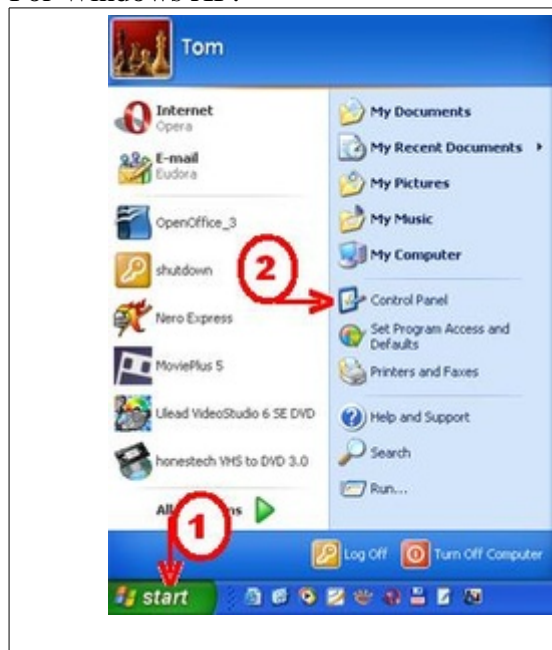 For Windows XP:
Tom
Internet
Opera
E-mail
Eudora
OpenOffice_3
shutdown
Nero Express
MoviePlus 5
Ulead VideoStudio 6 SE DVD
honestech VHS to DVD 3.0
My Documents
My Recent Documents
My Pictures
My Music
My Computer
2
Control Panel
Set Program Access and
Defaults
Printers and Faxes
Help and Support
Search
Run...
1
Log Off
Turn Off Computer
start